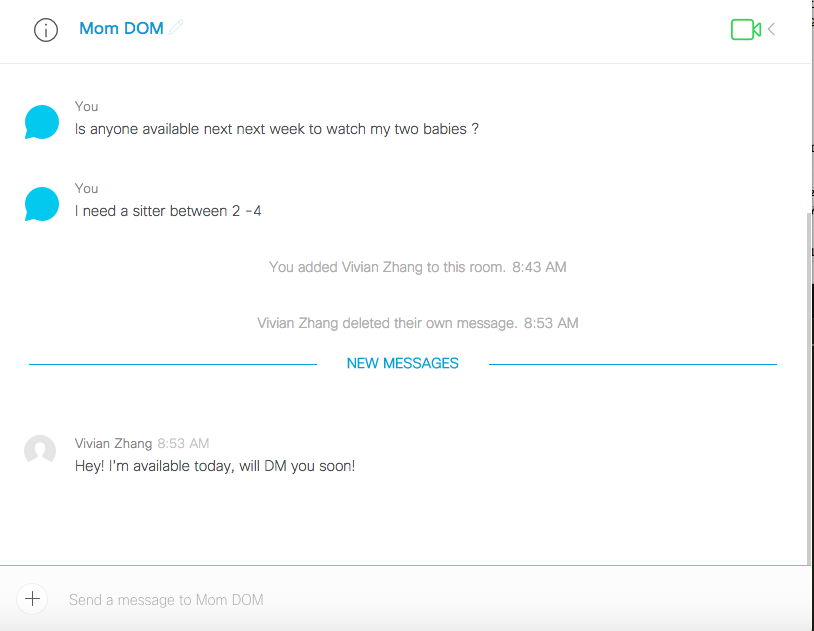 Mom DOM
You
Is anyone available next next week to watch my two babies ?
You
I need a sitter between 2 -4
You added Vivian Zhang to this room. 8:43 AM
Vivian Zhang deleted their own message. 8:53 AM
NEW MESSAGES
Vivian Zhang 8:53 AM
Hey! I'm available today, will DM you soon!
Send a message to Mom DOM